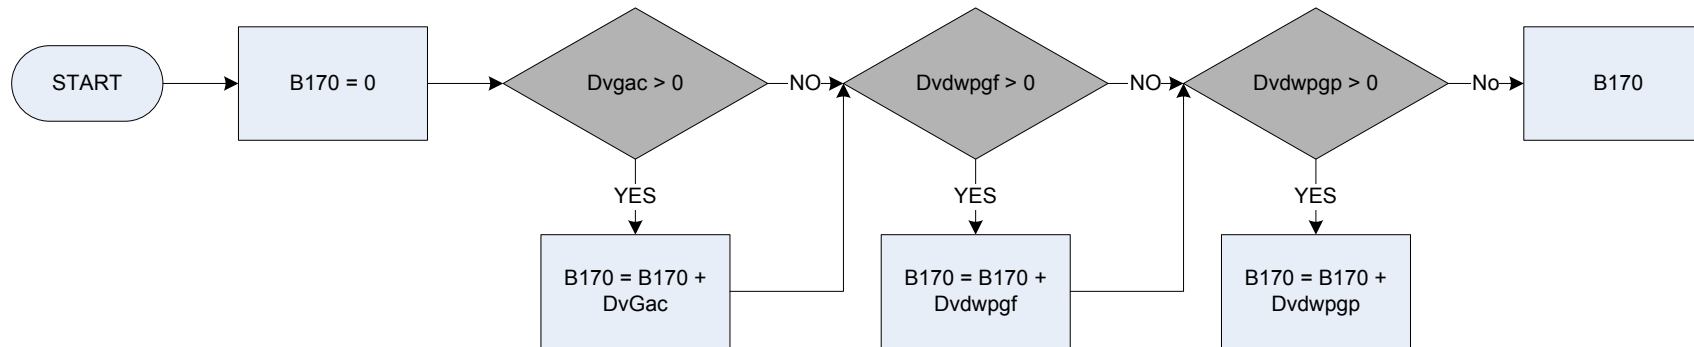 START
B170 = 0
Dvgac > 0
NO
Dvdwpgf > 0
NO
Dvdwpgp > 0
No
B170
YES
YES
YES
B170 = B170 +
DvGac
B170 = B170 +
Dvdwpgf
B170 = B170 +
Dvdwpgp